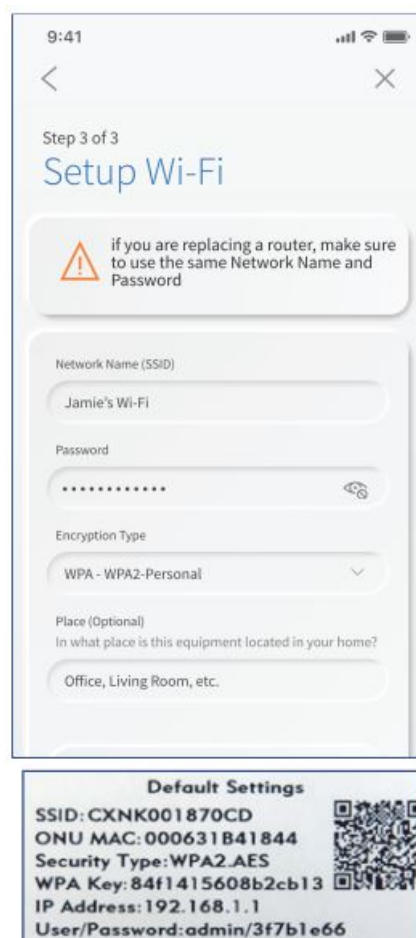 9:41
Step 3 of 3
Setup Wi-Fi
if you are replacing a router, make sure
to use the same Network Name and
Password
Network Name (SSID)
Jamie's Wi-Fi
Password
••••••••••••
Encryption Type
WPA - WPA2-Personal
Place (Optional)
In what place is this equipment located in your home?
Office, Living Room, etc.
Default Settings
SSID:CXNK001870CD
ONU MAC:000631B41844
Security Type:WPA2.AES
WPA Key:84f1415608b2cb13
IP Address:192.168.1.1
User/Password:admin/3f7b1e66